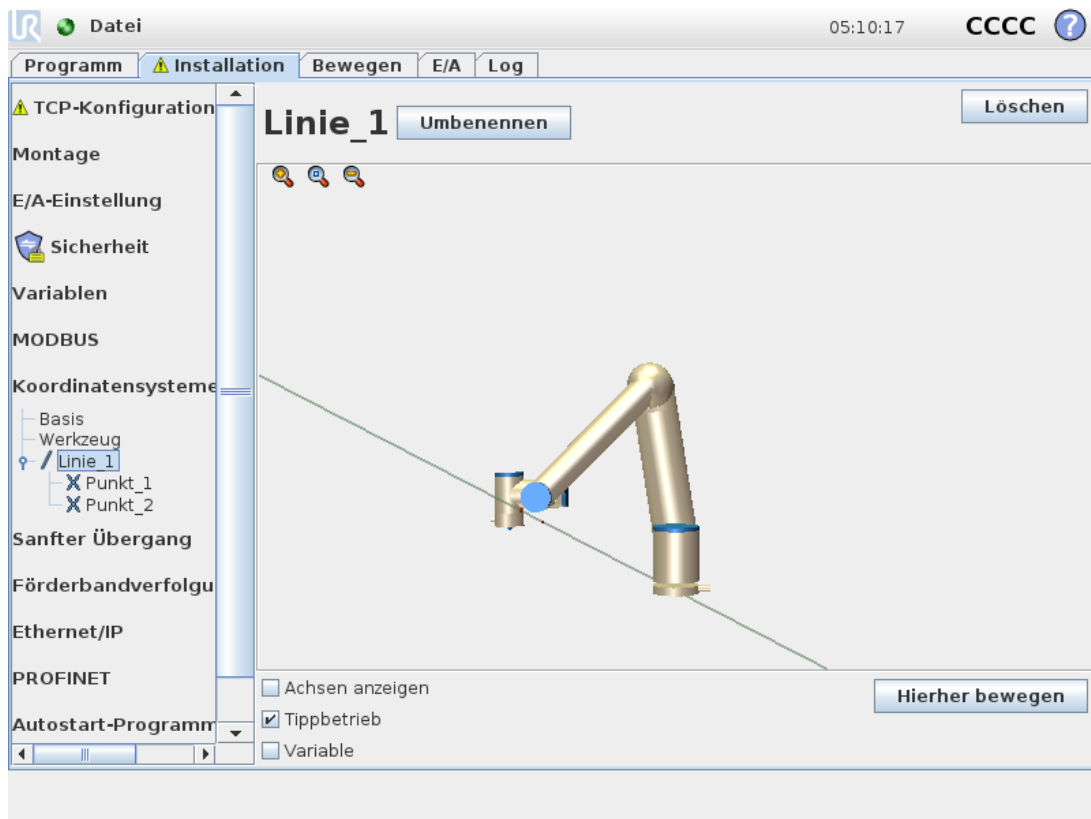 UR Datei 05:10:17 CCCC ?
Programm Installation Bewegen E/A Log
TCP-Konfiguration
Montage
E/A-Einstellung
Sicherheit
Variablen
MODBUS
Koordinatensysteme
Basis
Werkzeug
Linie_1
Punkt_1
Punkt_2
Sanfter Übergang
Förderbandverfolgu
Ethernet/IP
PROFINET
Autostart-Programm
Linie_1 Umbenennen Löschen
Achsen anzeigen
Tippbetrieb
Variable
Hierher bewegen